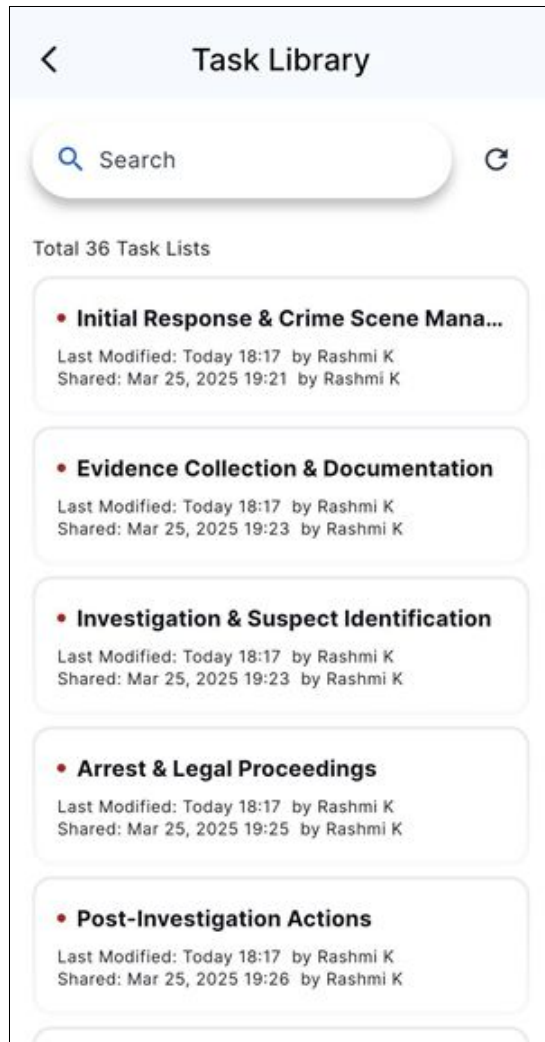 Task Library
Search
Total 36 Task Lists
• Initial Response & Crime Scene Mana...
Last Modified: Today 18:17 by Rashmi K
Shared: Mar 25, 2025 19:21 by Rashmi K
• Evidence Collection & Documentation
Last Modified: Today 18:17 by Rashmi K
Shared: Mar 25, 2025 19:23 by Rashmi K
• Investigation & Suspect Identification
Last Modified: Today 18:17 by Rashmi K
Shared: Mar 25, 2025 19:23 by Rashmi K
• Arrest & Legal Proceedings
Last Modified: Today 18:17 by Rashmi K
Shared: Mar 25, 2025 19:25 by Rashmi K
• Post-Investigation Actions
Last Modified: Today 18:17 by Rashmi K
Shared: Mar 25, 2025 19:26 by Rashmi K